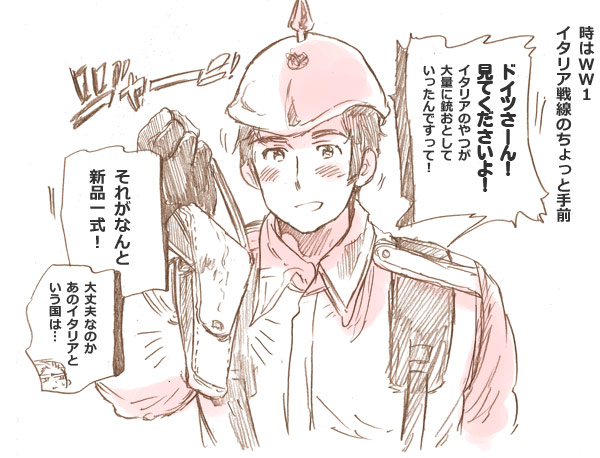 時はWW1
イタリア戦線のちょっと手前
ドイツさーん！
見てくださいよ！
イタリアのやつが
大量に銃おとして
いったんですって！
それがなんと
新品一式！
大丈夫なのか
あのイタリアと
いう国は…